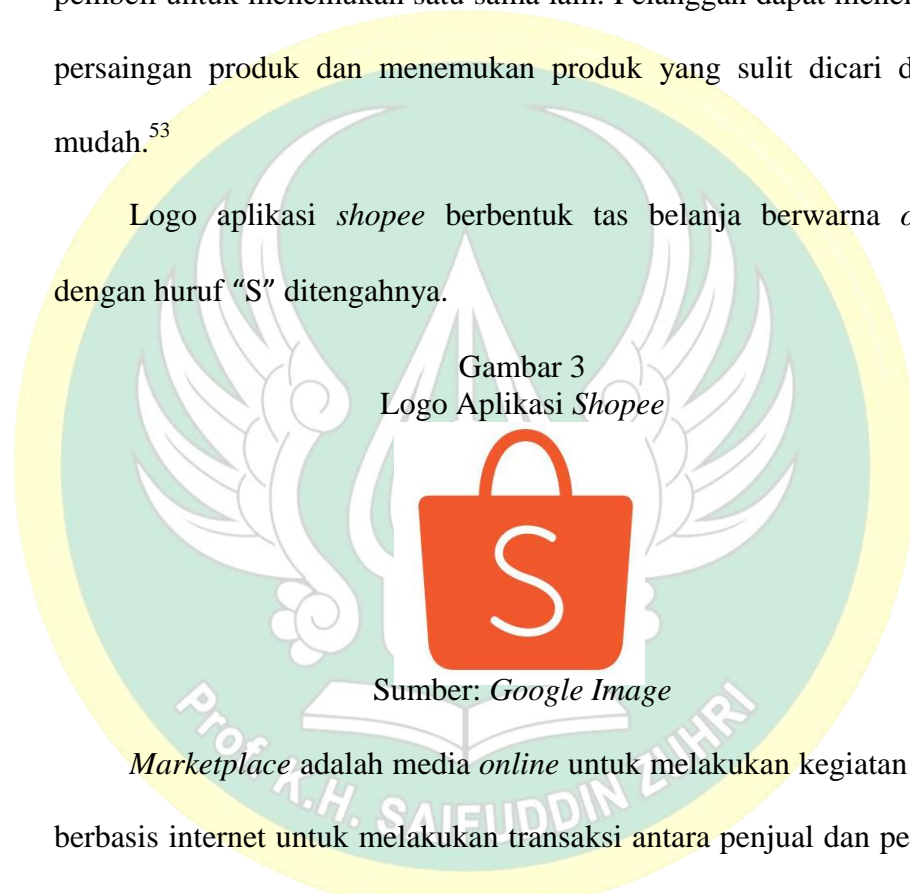 pembeli untuk menemukan satu sama lain. Pelanggan dapat
persaingan produk dan menemukan produk yang sulit dicari
mudah.53
Logo aplikasi shopee berbentuk tas belanja berwarna
dengan huruf “S” ditengahnya.
Gambar 3
Logo Aplikasi Shopee
S
Sumber: Google Image
Prof. K.H. SAIFUDDIN ZUHRI
Marketplace adalah media online untuk melakukan kegiatan
berbasis internet untuk melakukan transaksi antara penjual dan